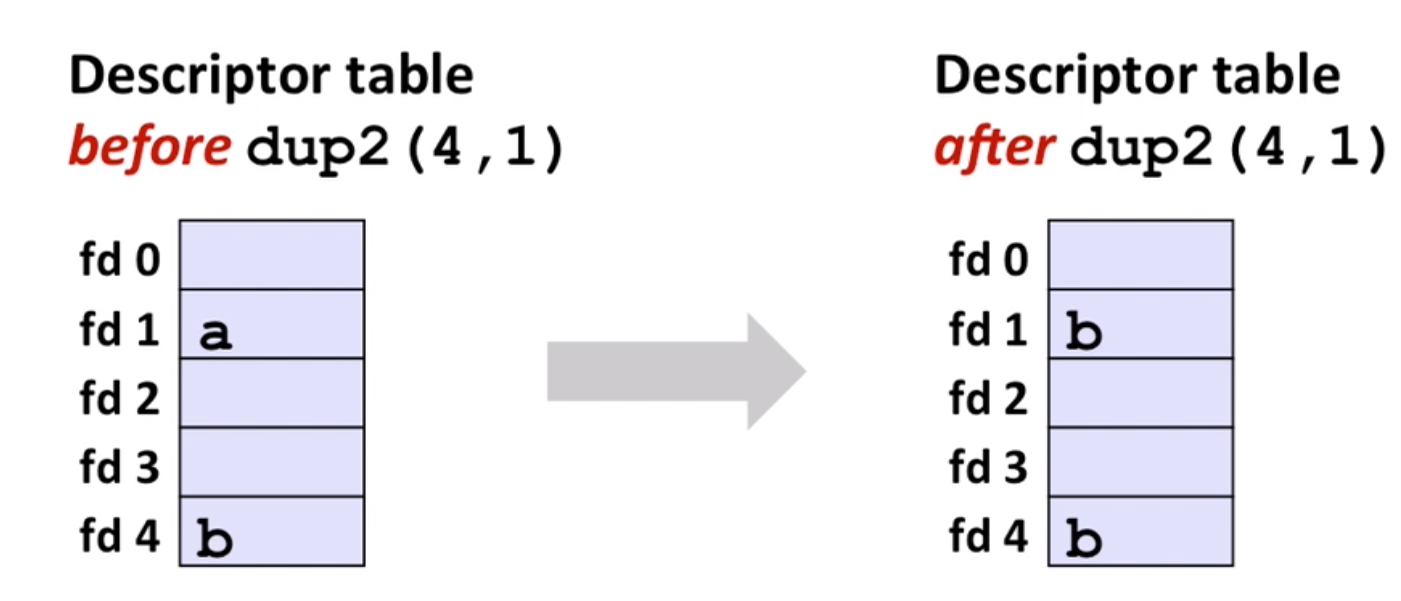 Descriptor table
before dup2(4,1)
fd 0
fd 1 a
fd 2
fd 3
fd 4 b
Descriptor table
after dup2(4,1)
fd 0
fd 1 b
fd 2
fd 3
fd 4 b